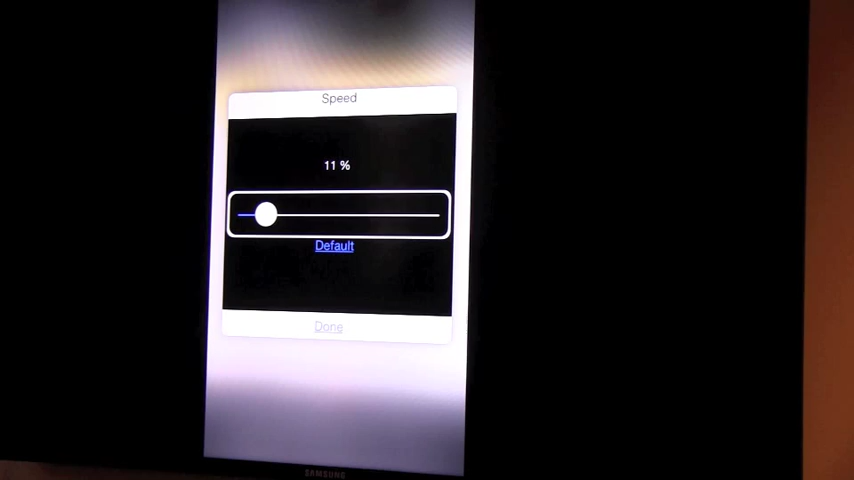 Speed
11 %
Default
Done
SAMSUNG